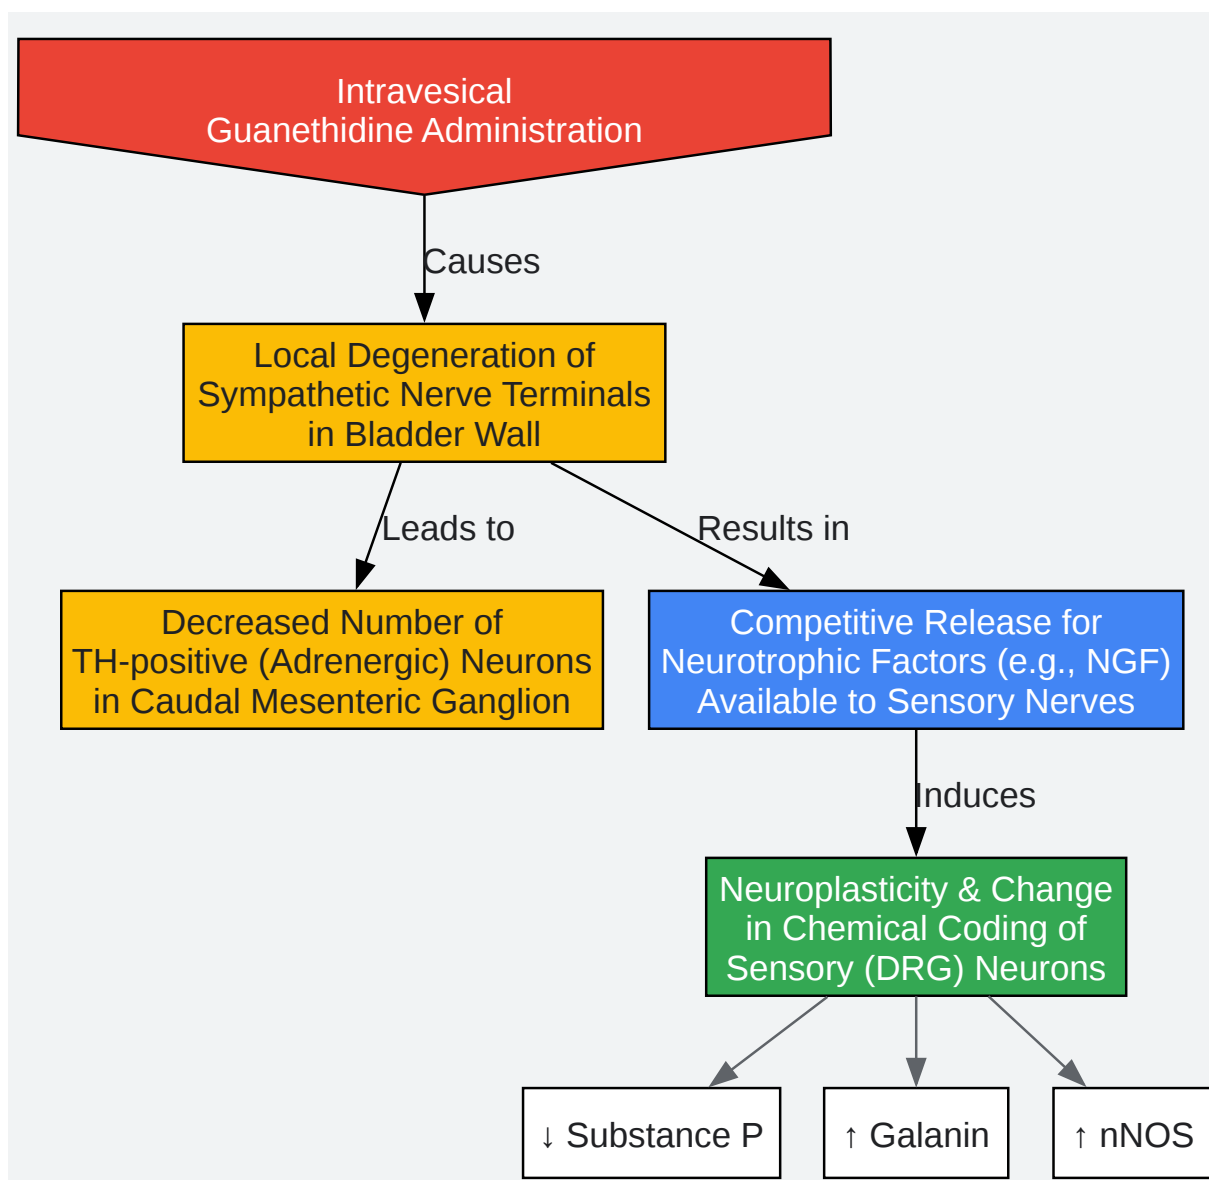 Intravesical
Guanethidine Administration
Causes
Local Degeneration of
Sympathetic Nerve Terminals
in Bladder Wall
Leads to
Results in
Decreased Number of
TH-positive (Adrenergic) Neurons
in Caudal Mesenteric Ganglion
Competitive Release for
Neurotrophic Factors (e.g., NGF)
Available to Sensory Nerves
Induces
Neuroplasticity & Change
in Chemical Coding of
Sensory (DRG) Neurons
↓ Substance P
↑ Galanin
↑ nNOS